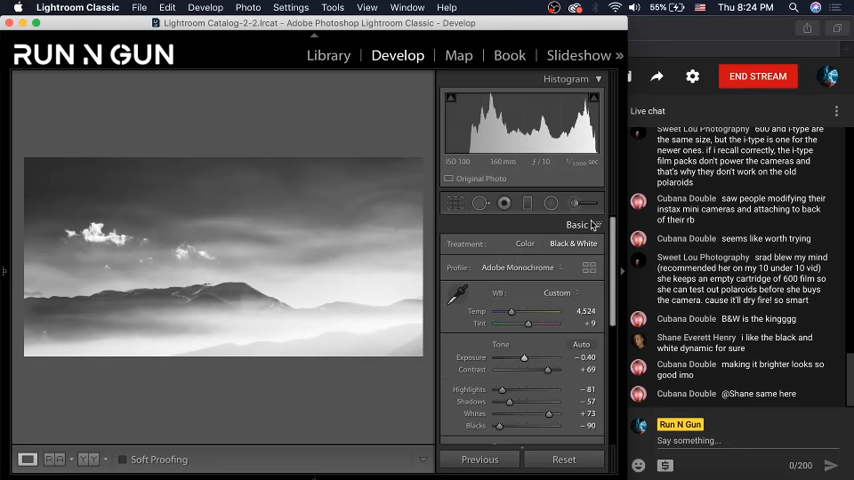 Lightroom Classic File Edit Develop Photo Settings Tools View Window Help 55% Thu 8:24 PM
Lightroom Catalog-2-2.lrcat - Adobe Photoshop Lightroom Classic - Develop
RUN N GUN
Library Develop Map Book Slideshow »
Histogram
ISO 100 160 mm ƒ / 10 1/1000 sec
Original Photo
Basic
Treatment : Color Black & White
Profile : Adobe Monochrome
WB : Custom
Temp 4,524
Tint + 9
Tone Auto
Exposure − 0.40
Contrast + 69
Highlights − 81
Shadows − 57
Whites + 73
Blacks − 90
Soft Proofing
Previous Reset
END STREAM
Live chat
Sweet Lou Photography 600 and i-type are
the same size, but the i-type is one for the
newer ones. if i recall correctly, the i-type
film packs don't power the cameras and
that's why they don't work on the old
polaroids
Cubana Double saw people modifying their
instax mini cameras and attaching to back
of their rb
Cubana Double seems like worth trying
Sweet Lou Photography srad blew my mind
(recommended her on my 10 under 10 vid)
she keeps an empty cartridge of 600 film so
she can test out polaroids before she buys
the camera. cause it'll dry fire! so smart
Cubana Double B&W is the kingggg
Shane Everett Henry i like the black and
white dynamic for sure
Cubana Double making it brighter looks so
good imo
Cubana Double @Shane same here
Run N Gun
Say something...
0/200